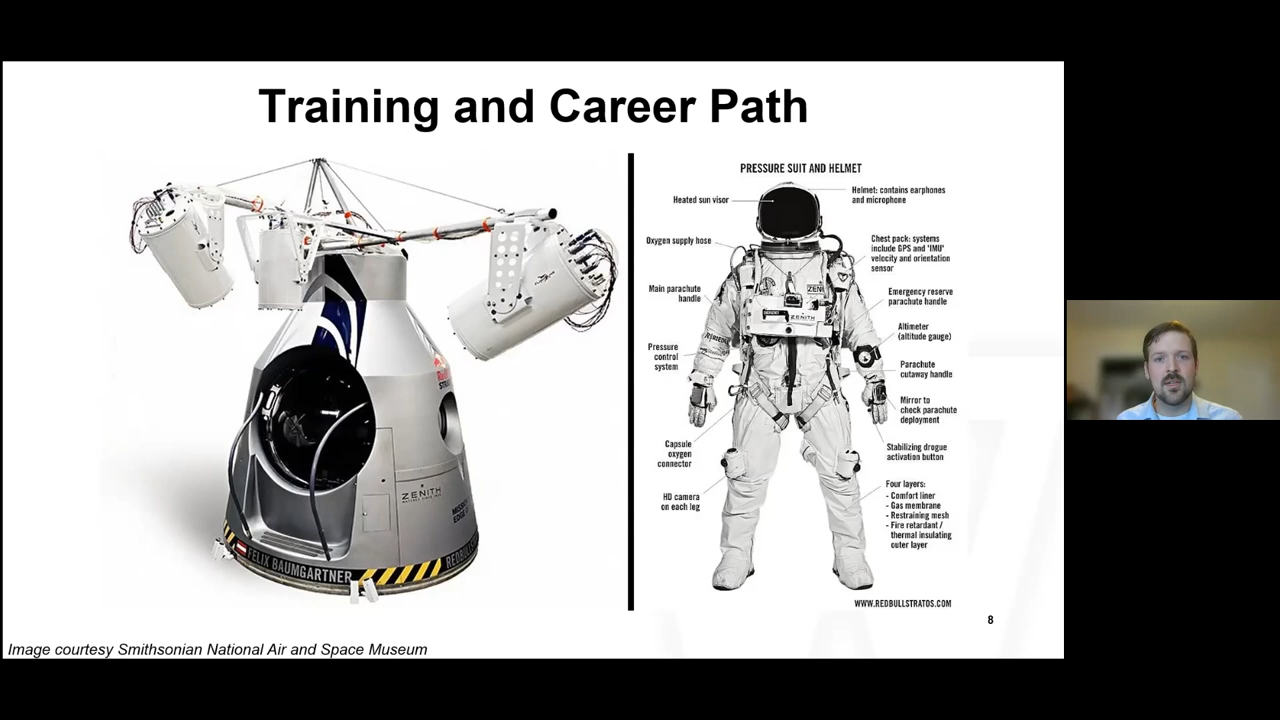 Training and Career Path
FELIX BAUMGARTNER
ZENITH
PRESSURE SUIT AND HELMET
Heated sun visor
Helmet: contains earphones
and microphone
Oxygen supply hose
Chest pack: systems
include GPS and 'IMU'
velocity and orientation
sensor
Main parachute
handle
Emergency reserve
parachute handle
ZENITH
Altimeter
(altitude gauge)
Pressure
control
system
Parachute
cutaway handle
Mirror to
check parachute
deployment
Capsule
oxygen
connector
Stabilizing drogue
activation button
HD camera
on each leg
Four layers:
- Comfort liner
- Gas membrane
- Restraining mesh
- Fire retardant /
thermal insulating
outer layer
WWW.REDBULLSTRATOS.COM
8
Image courtesy Smithsonian National Air and Space Museum